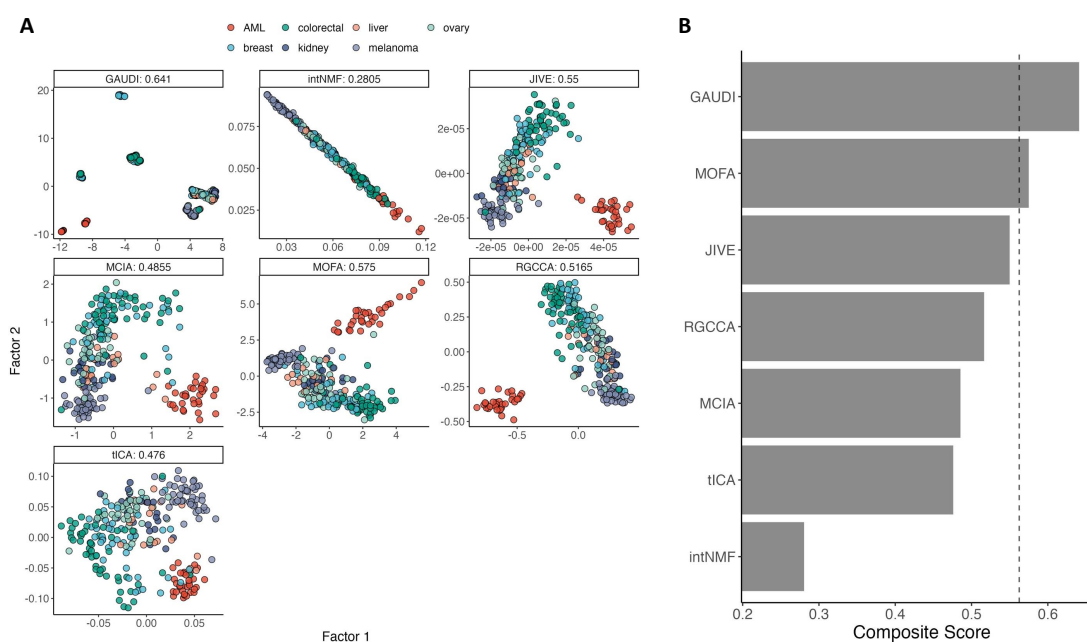 A
AML colorectal liver ovary
breast kidney melanoma
GAUDI: 0.641
20
10
0
-10
-12 -8 -4 0 4 8
intNMF: 0.2805
0.075
0.050
0.025
0.03 0.06 0.09 0.12
JIVE: 0.55
2e-05
0e+00
-2e-05
-2e-05 0e+00 2e-05 4e-05
MCIA: 0.4855
2
1
0
-1
-1 0 1 2
MOFA: 0.575
5.0
2.5
0.0
-2.5
-4 -2 0 2 4
RGCCA: 0.5165
0.50
0.25
0.00
-0.25
-0.50
-0.5 0.0
tICA: 0.476
0.10
0.05
0.00
-0.05
-0.10
-0.05 0.00 0.05
Factor 2
Factor 1
B
GAUDI
MOFA
JIVE
RGCCA
MCIA
tICA
intNMF
0.2 0.3 0.4 0.5 0.6
Composite Score